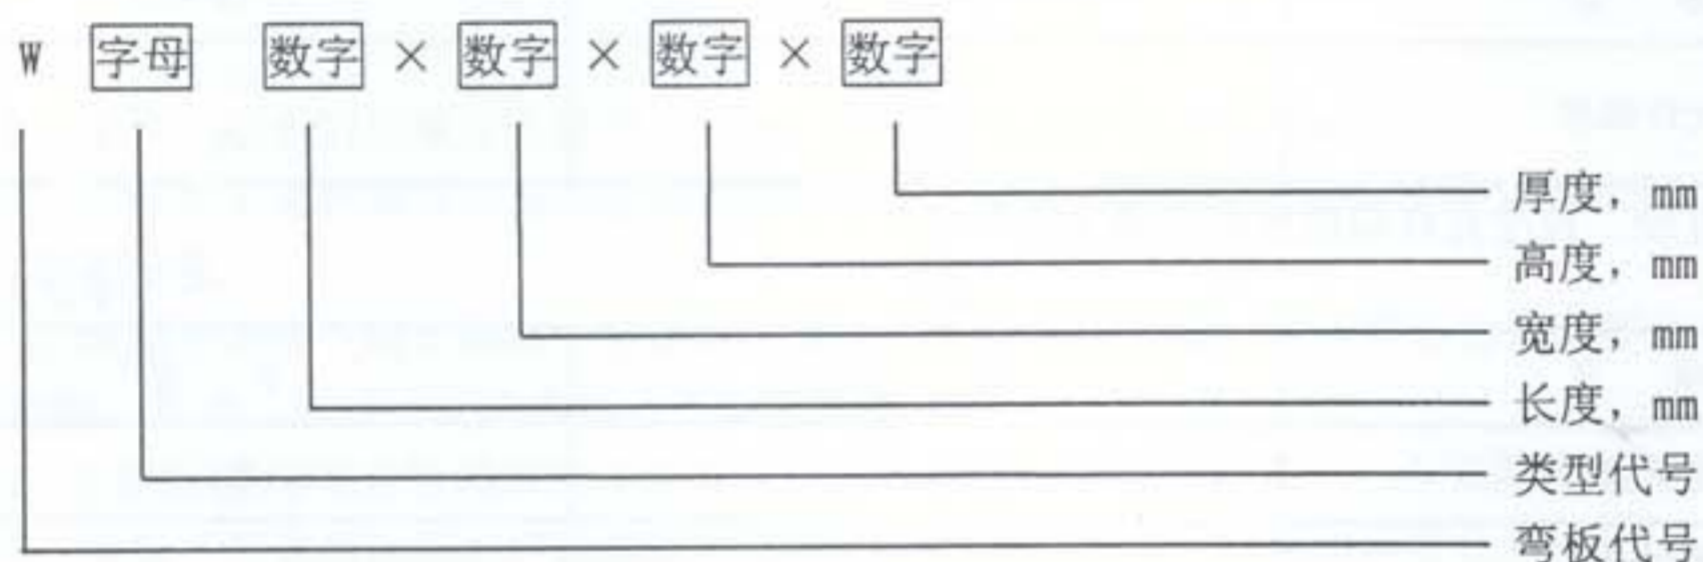 W 字母 数字 × 数字 × 数字 × 数字
厚度，mm
高度，mm
宽度，mm
长度，mm
类型代号
弯板代号